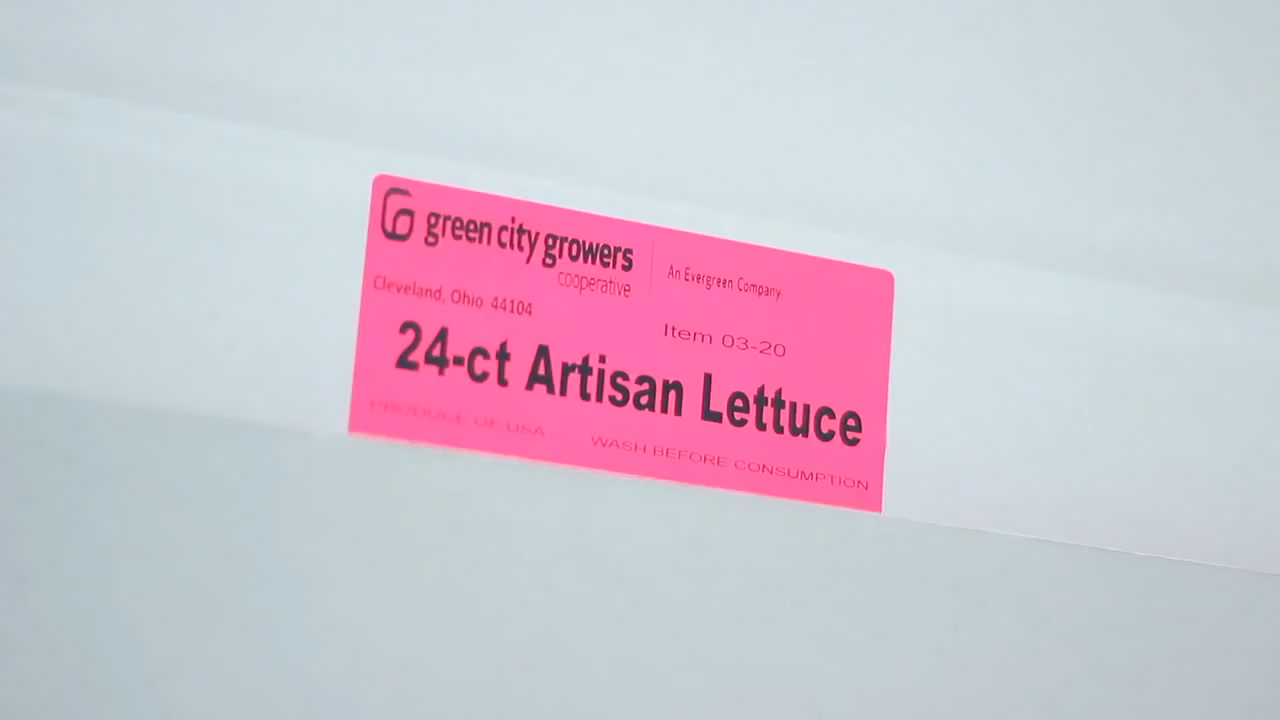 green city growers
cooperative
An Evergreen Company
Cleveland, Ohio 44104
Item 03-20
24-ct Artisan Lettuce
PRODUCE OF USA
WASH BEFORE CONSUMPTION